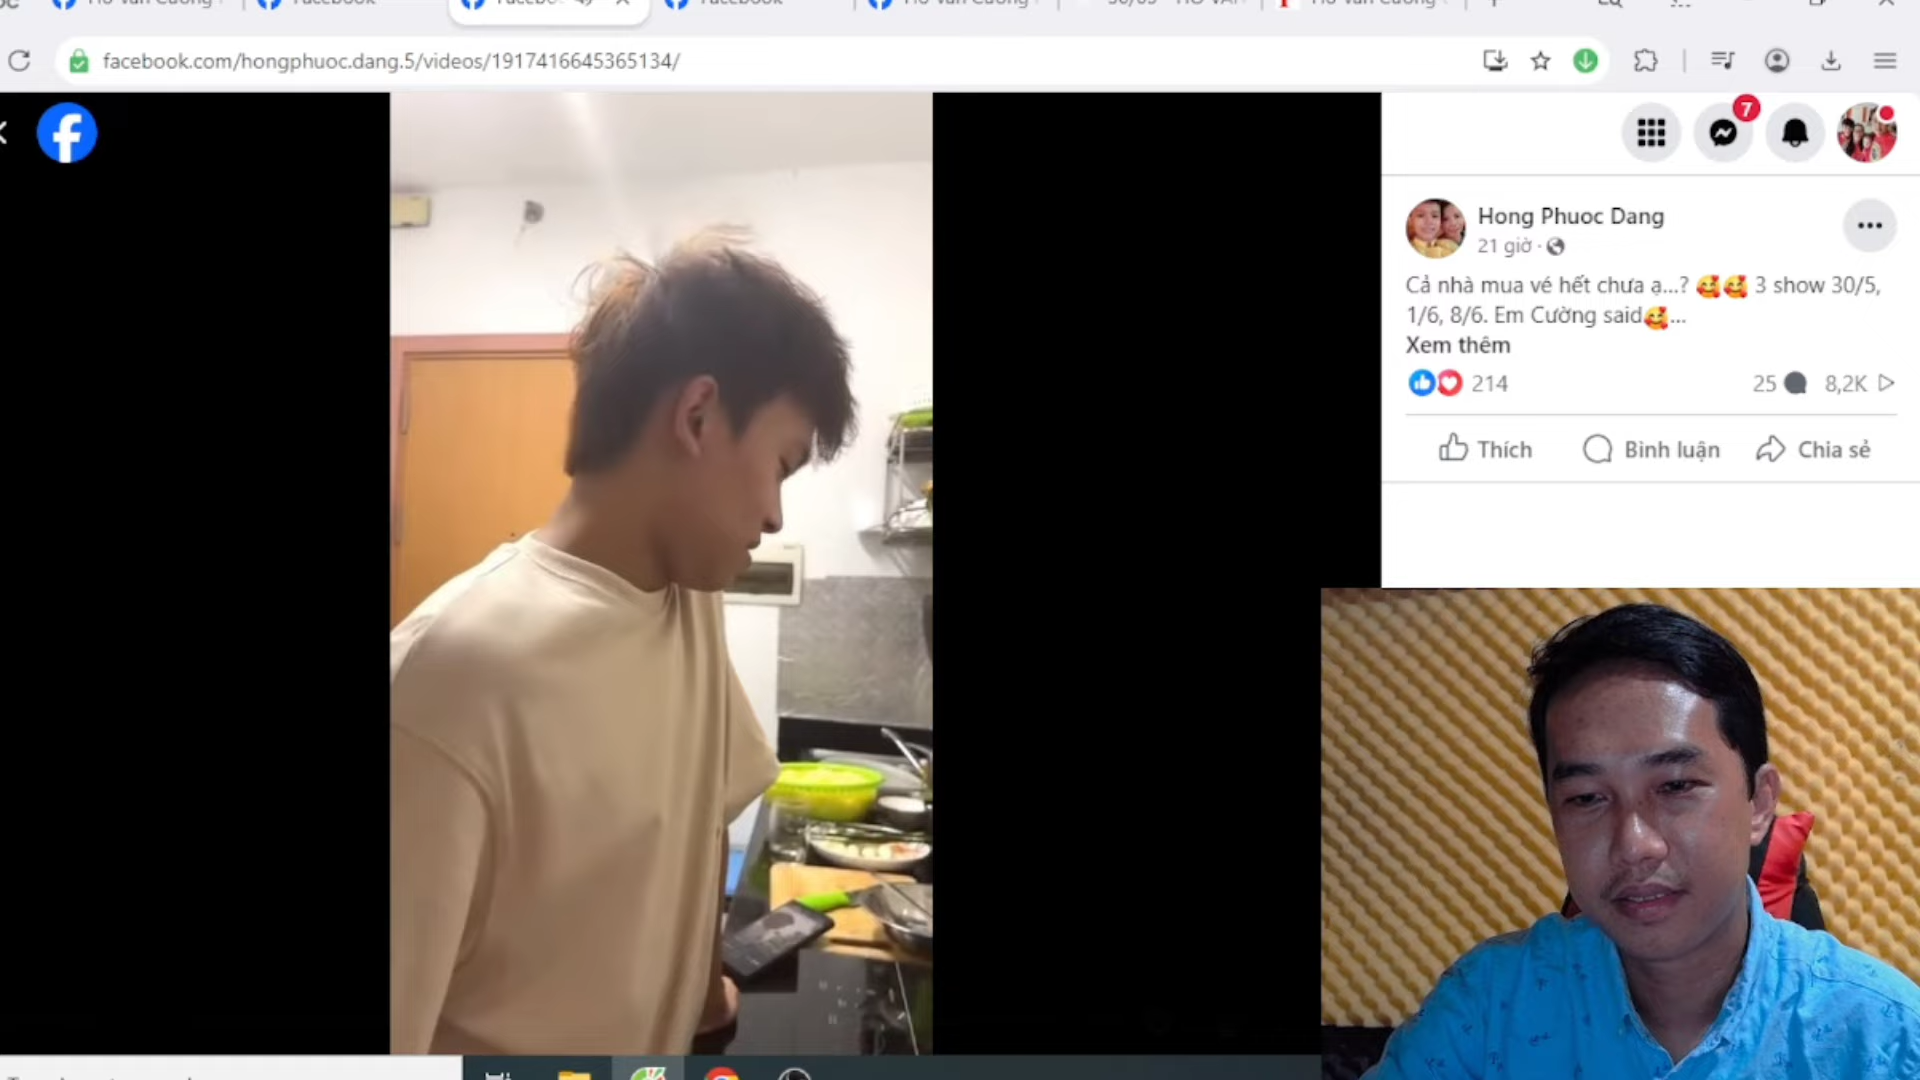 Facebook
facebook.com/hongphuoc.dang.5/videos/1917416645365134/
7
Hong Phuoc Dang
21 giờ ·
Cả nhà mua vé hết chưa ạ...? 🥰🥰 3 show 30/5,
1/6, 8/6. Em Cường said🥰...
Xem thêm
214
25
8,2K
Thích
Bình luận
Chia sẻ